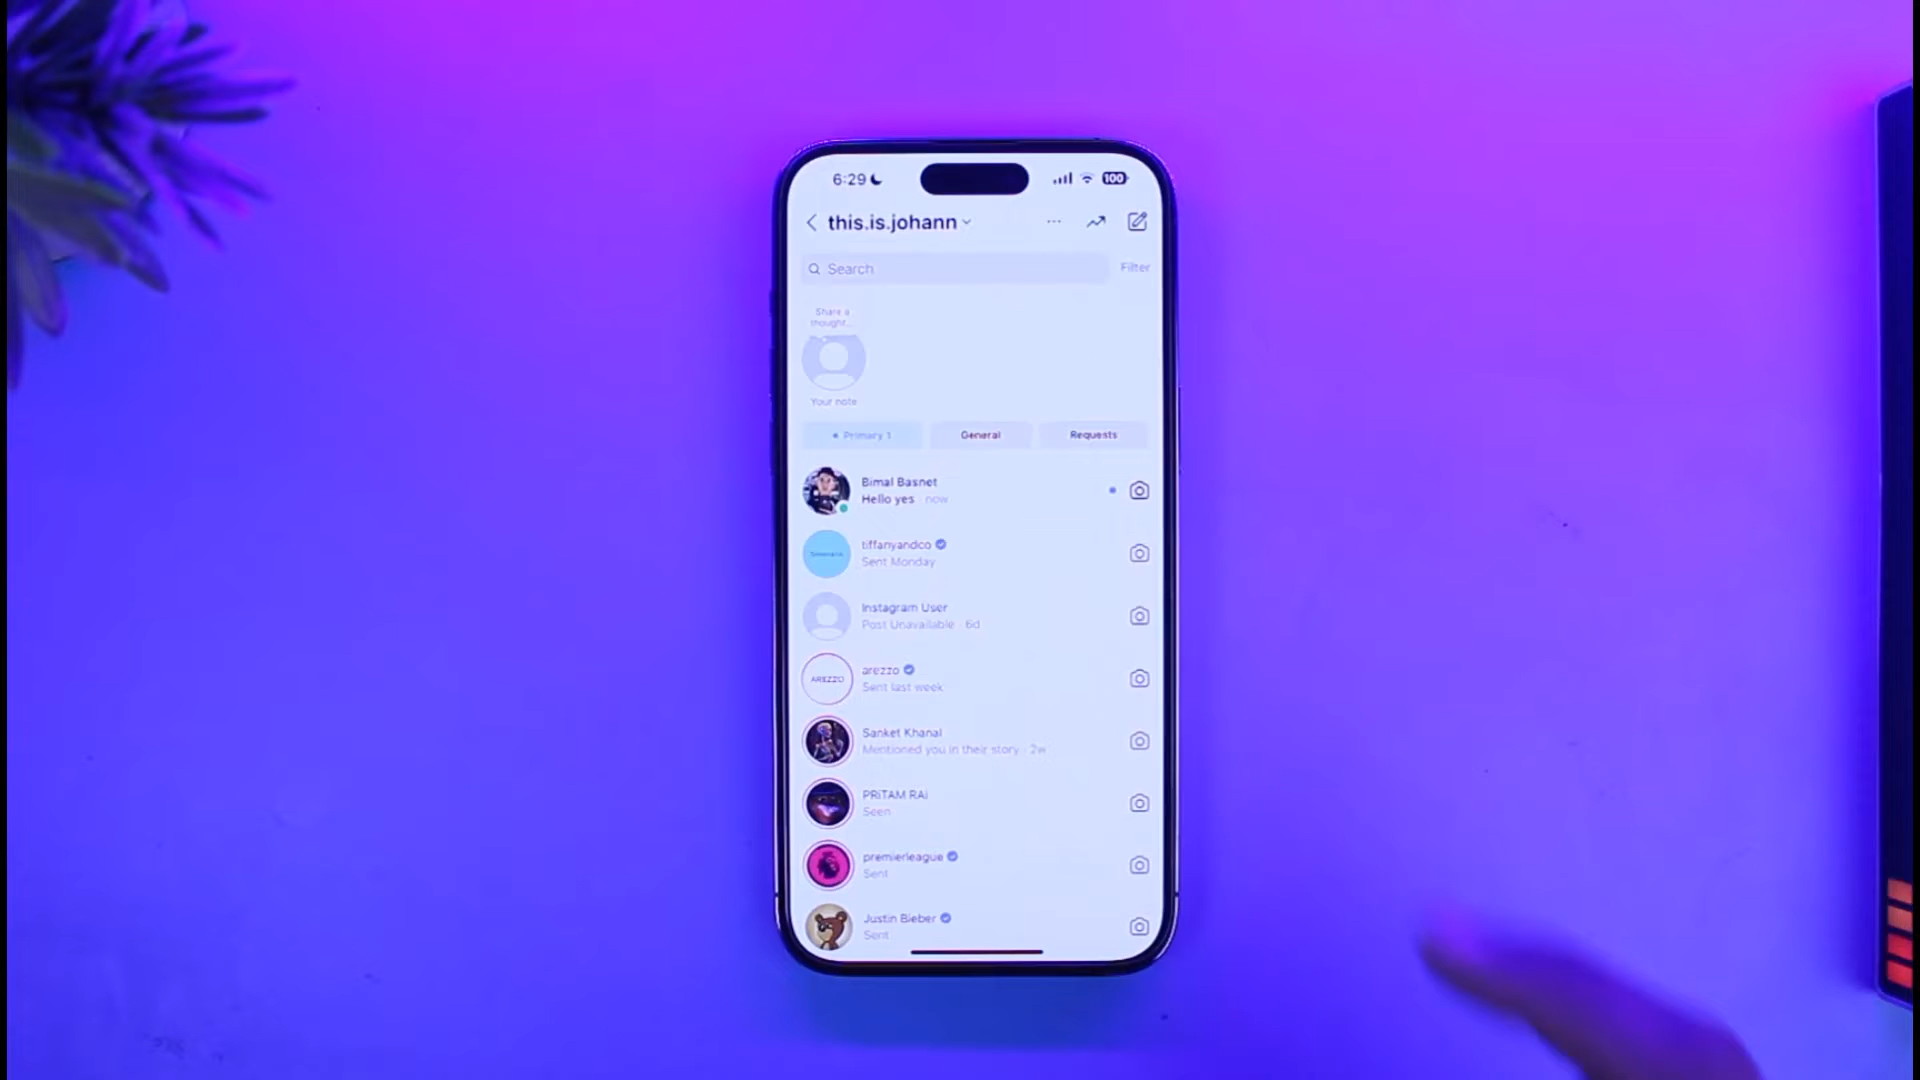 6:29
100
this.is.johann
Search
Filter
Share a
thought...
Your note
Primary 1
General
Requests
Bimal Basnet
Hello yes · now
tiffanyandco
Sent Monday
Instagram User
Post Unavailable · 6d
AREZZO
arezzo
Sent last week
Sanket Khanal
Mentioned you in their story · 2w
PRiTAM RAi
Seen
premierleague
Sent
Justin Bieber
Sent